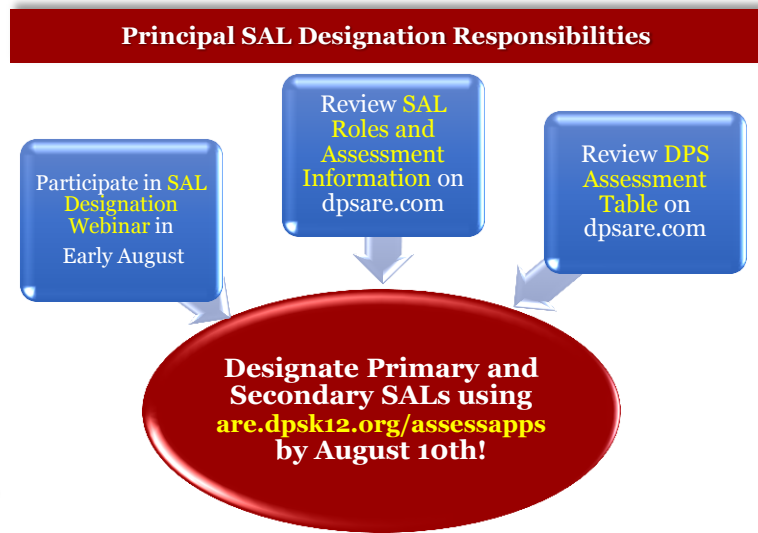 Principal SAL Designation Responsibilities
Participate in SAL
Designation
Webinar in
Early August
Review SAL
Roles and
Assessment
Information on
dpsare.com
Review DPS
Assessment
Table on
dpsare.com
Designate Primary and
Secondary SALs using
are.dpsk12.org/assessapps
by August 10th!